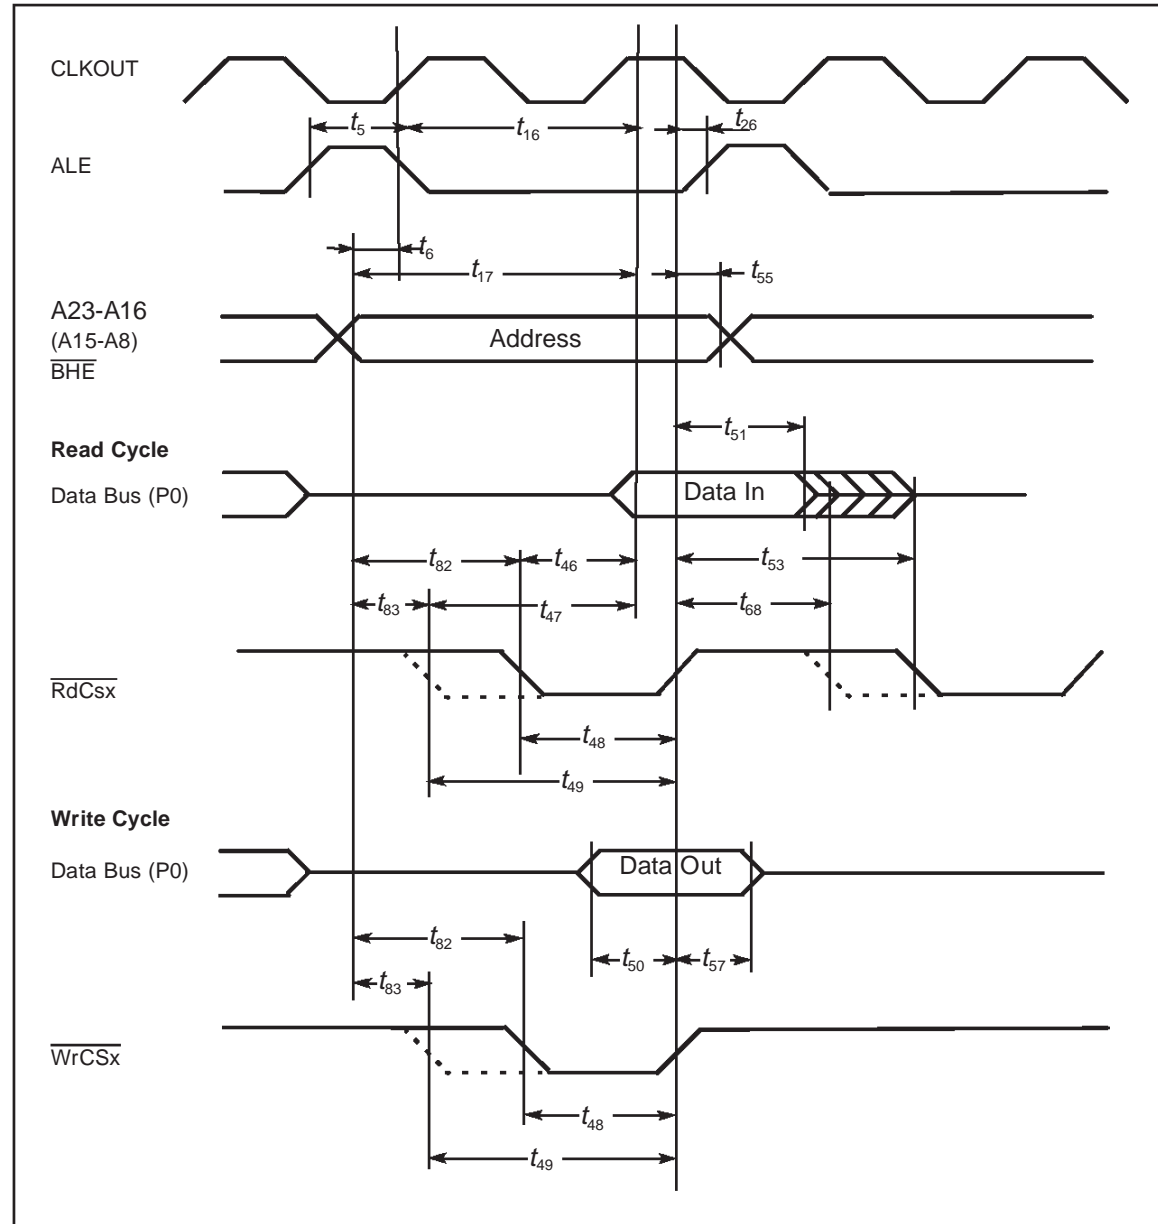 CLKOUT
t5
t16
t26
ALE
t6
t17
t55
A23-A16
(A15-A8)
BHE
Address
t51
Read Cycle
Data Bus (P0)
Data In
t82
t46
t53
t83
t47
t68
RdCsx
t48
t49
Write Cycle
Data Bus (P0)
Data Out
t82
t50
t57
t83
WrCSx
t48
t49